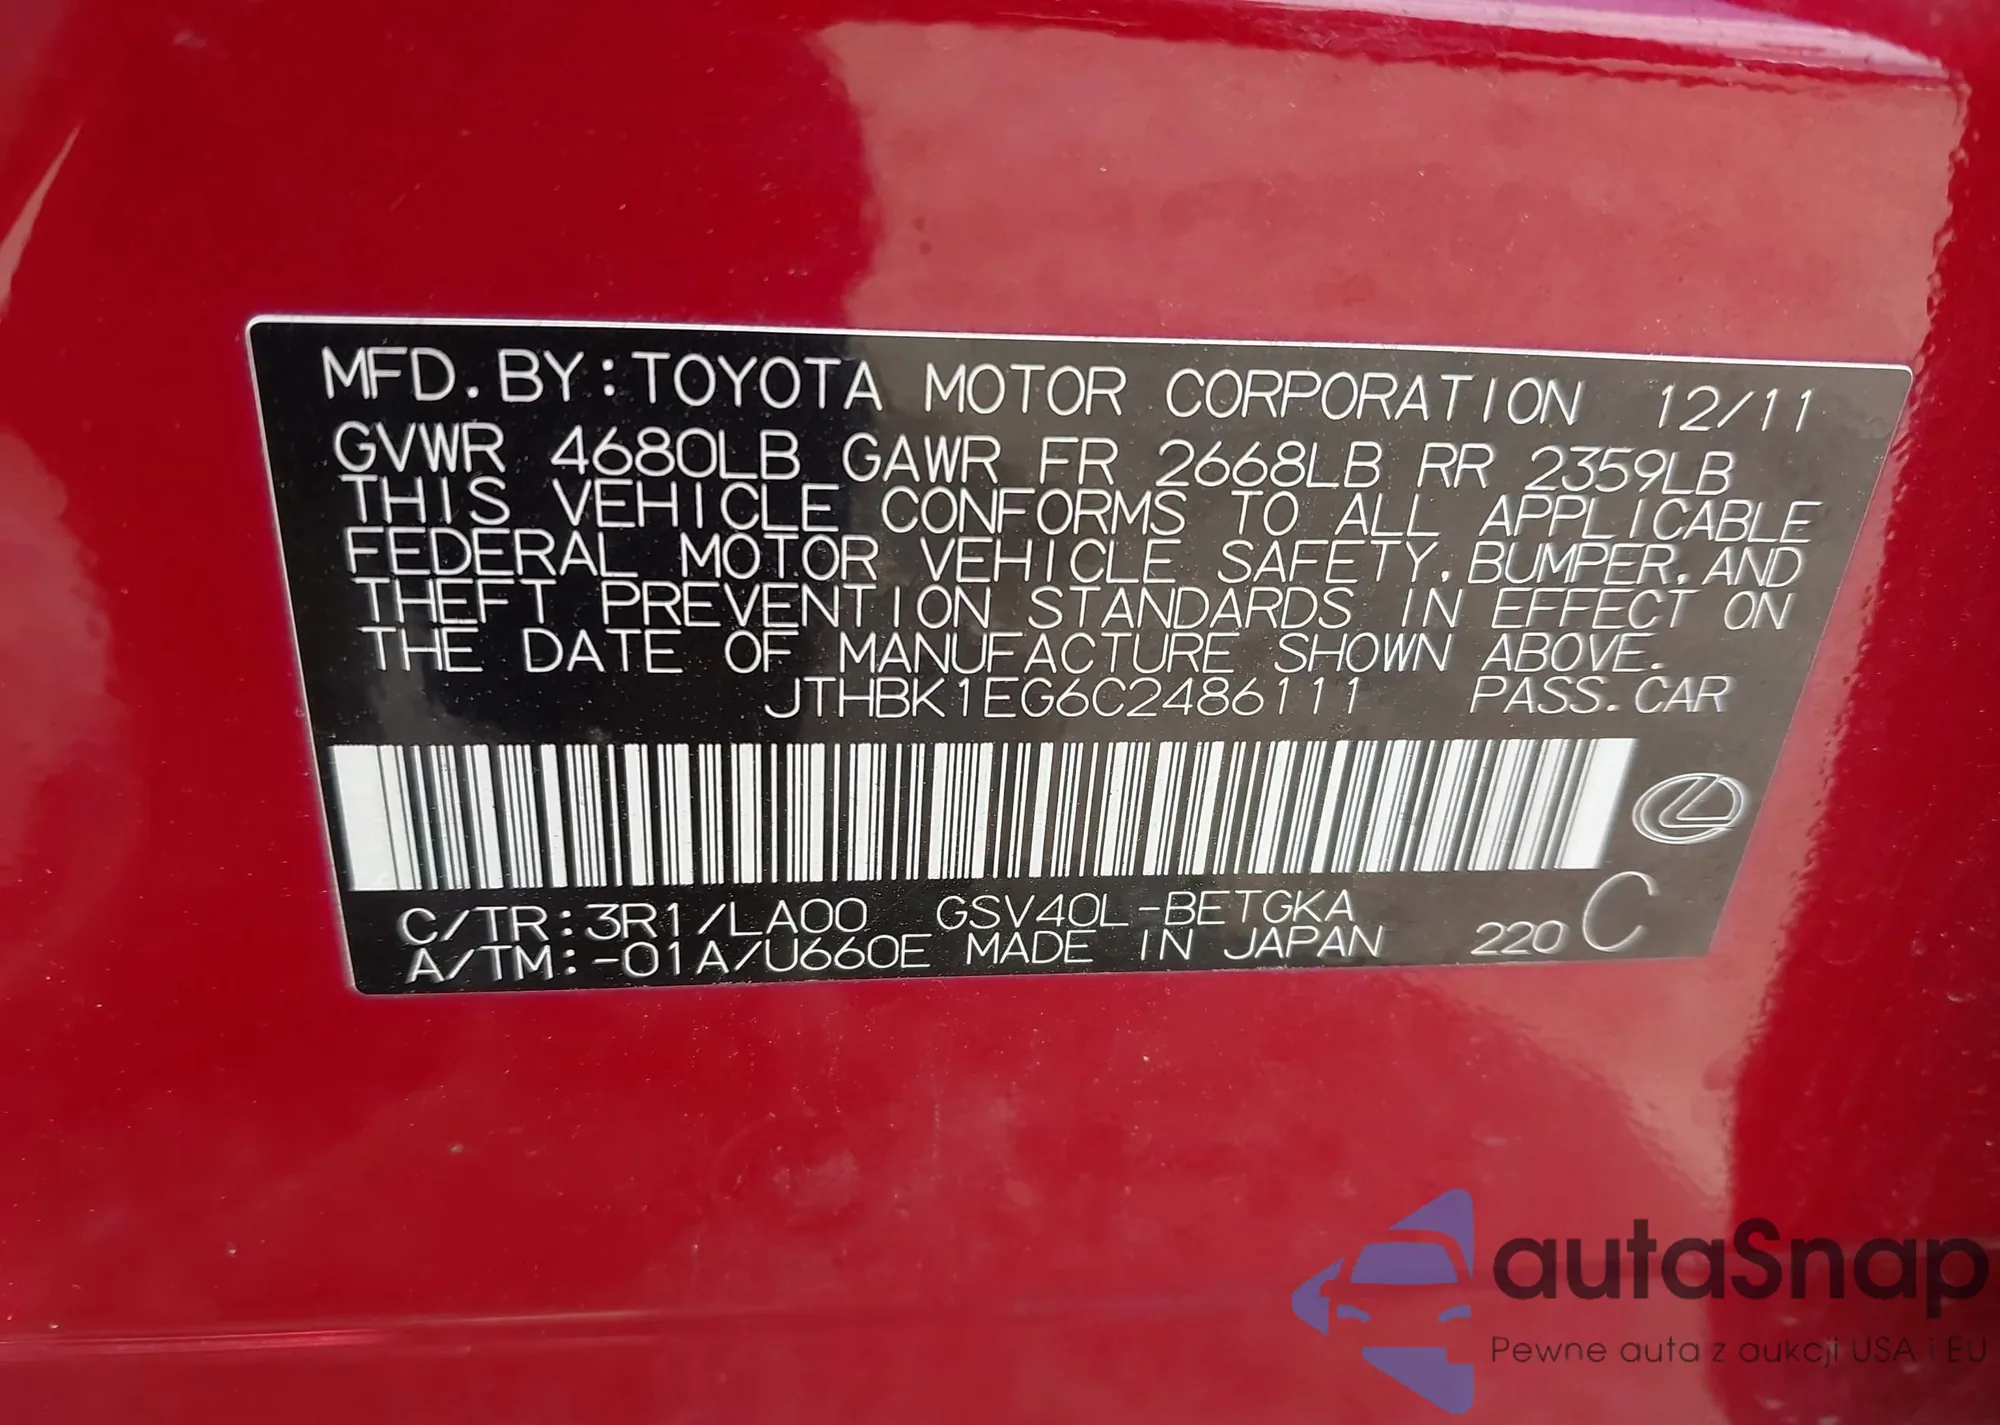 MFD. BY: TOYOTA MOTOR CORPORATION 12/11
GVWR 4680LB GAWR FR 2668LB RR 2359LB
THIS VEHICLE CONFORMS TO ALL APPLICABLE
FEDERAL MOTOR VEHICLE SAFETY, BUMPER, AND
THEFT PREVENTION STANDARDS IN EFFECT ON
THE DATE OF MANUFACTURE SHOWN ABOVE.
JTHBK1EG6C2486111 PASS. CAR
C/TR: 3R1/LA00 GSV40L-BETGKA
A/TM: -01A/U660E MADE IN JAPAN 220 C
autaSnap
Pewne auta z aukcji USA i EU